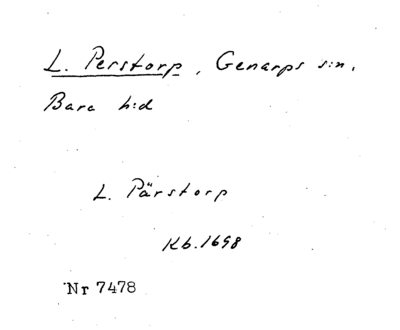 L. Perstorp, Genarps s:n,
Bara h:d
L. Pärstorp
Kb. 1698
Nr 7478